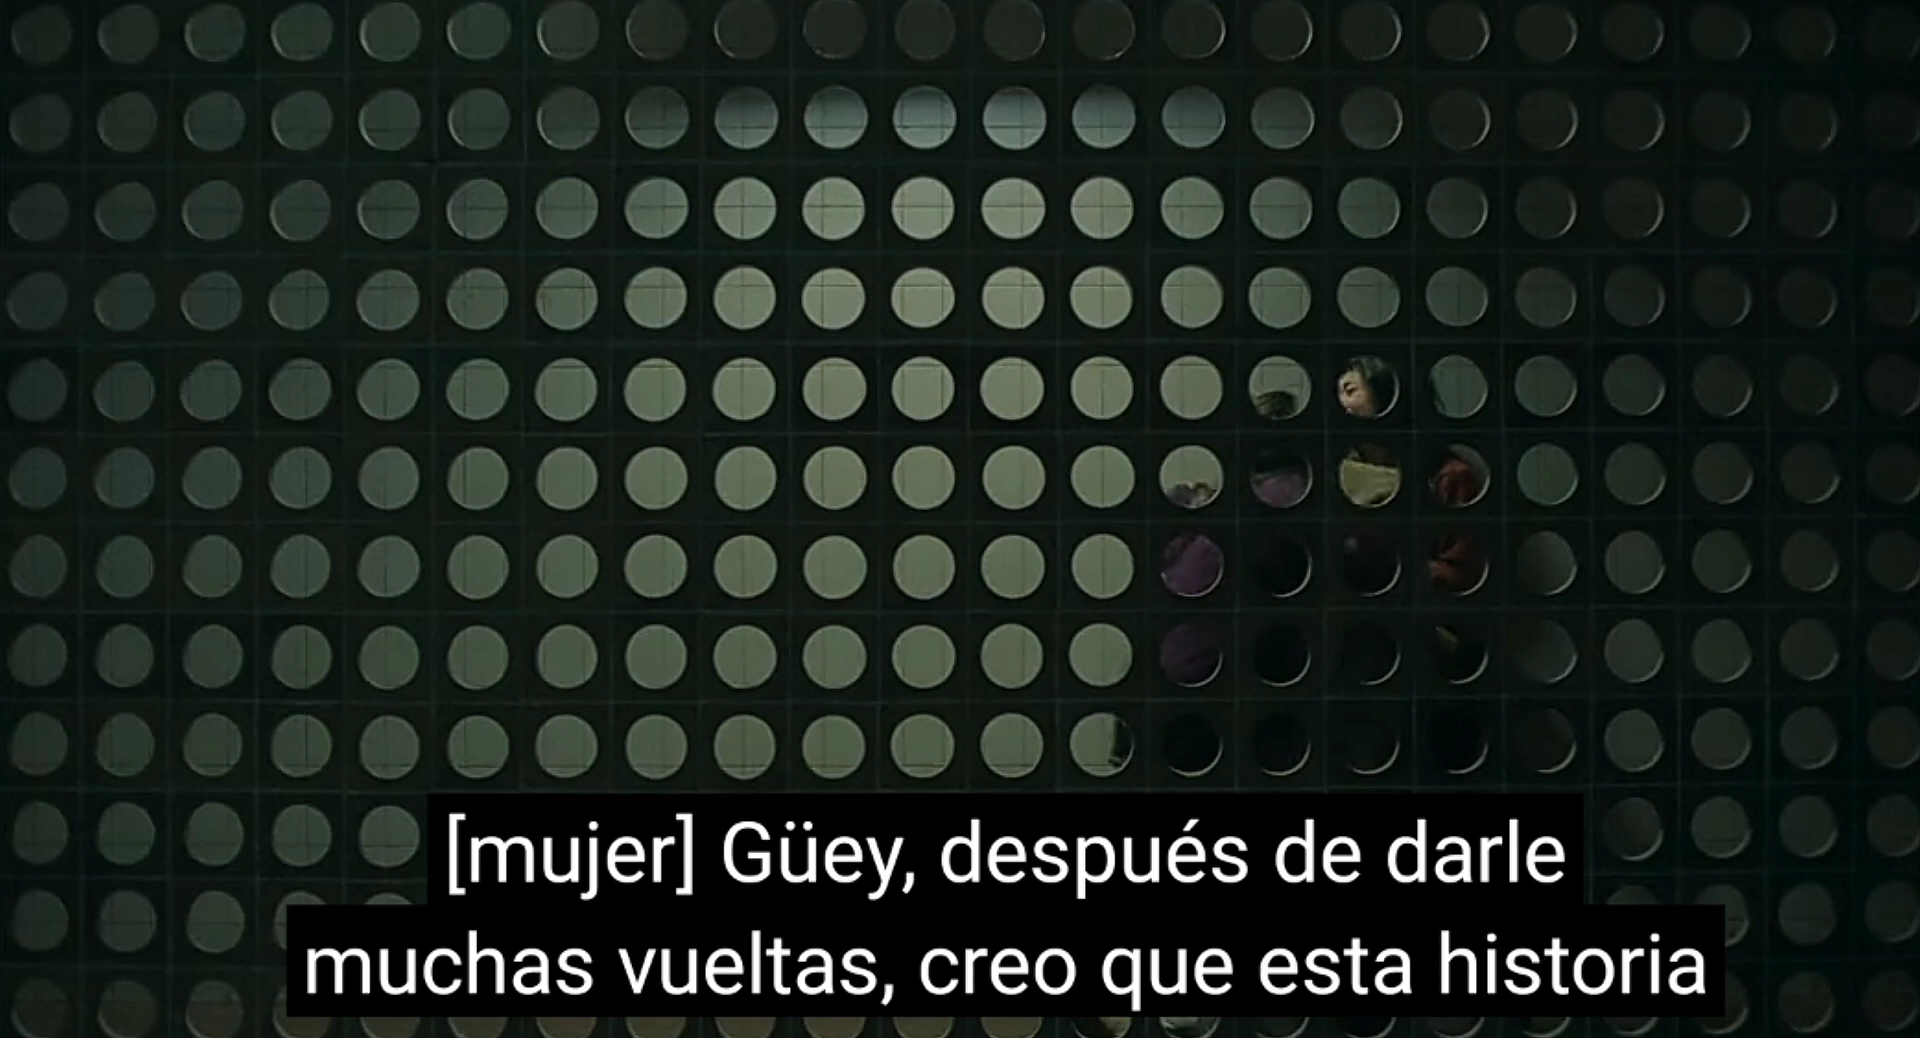 [mujer] Güey, después de darle
muchas vueltas, creo que esta historia